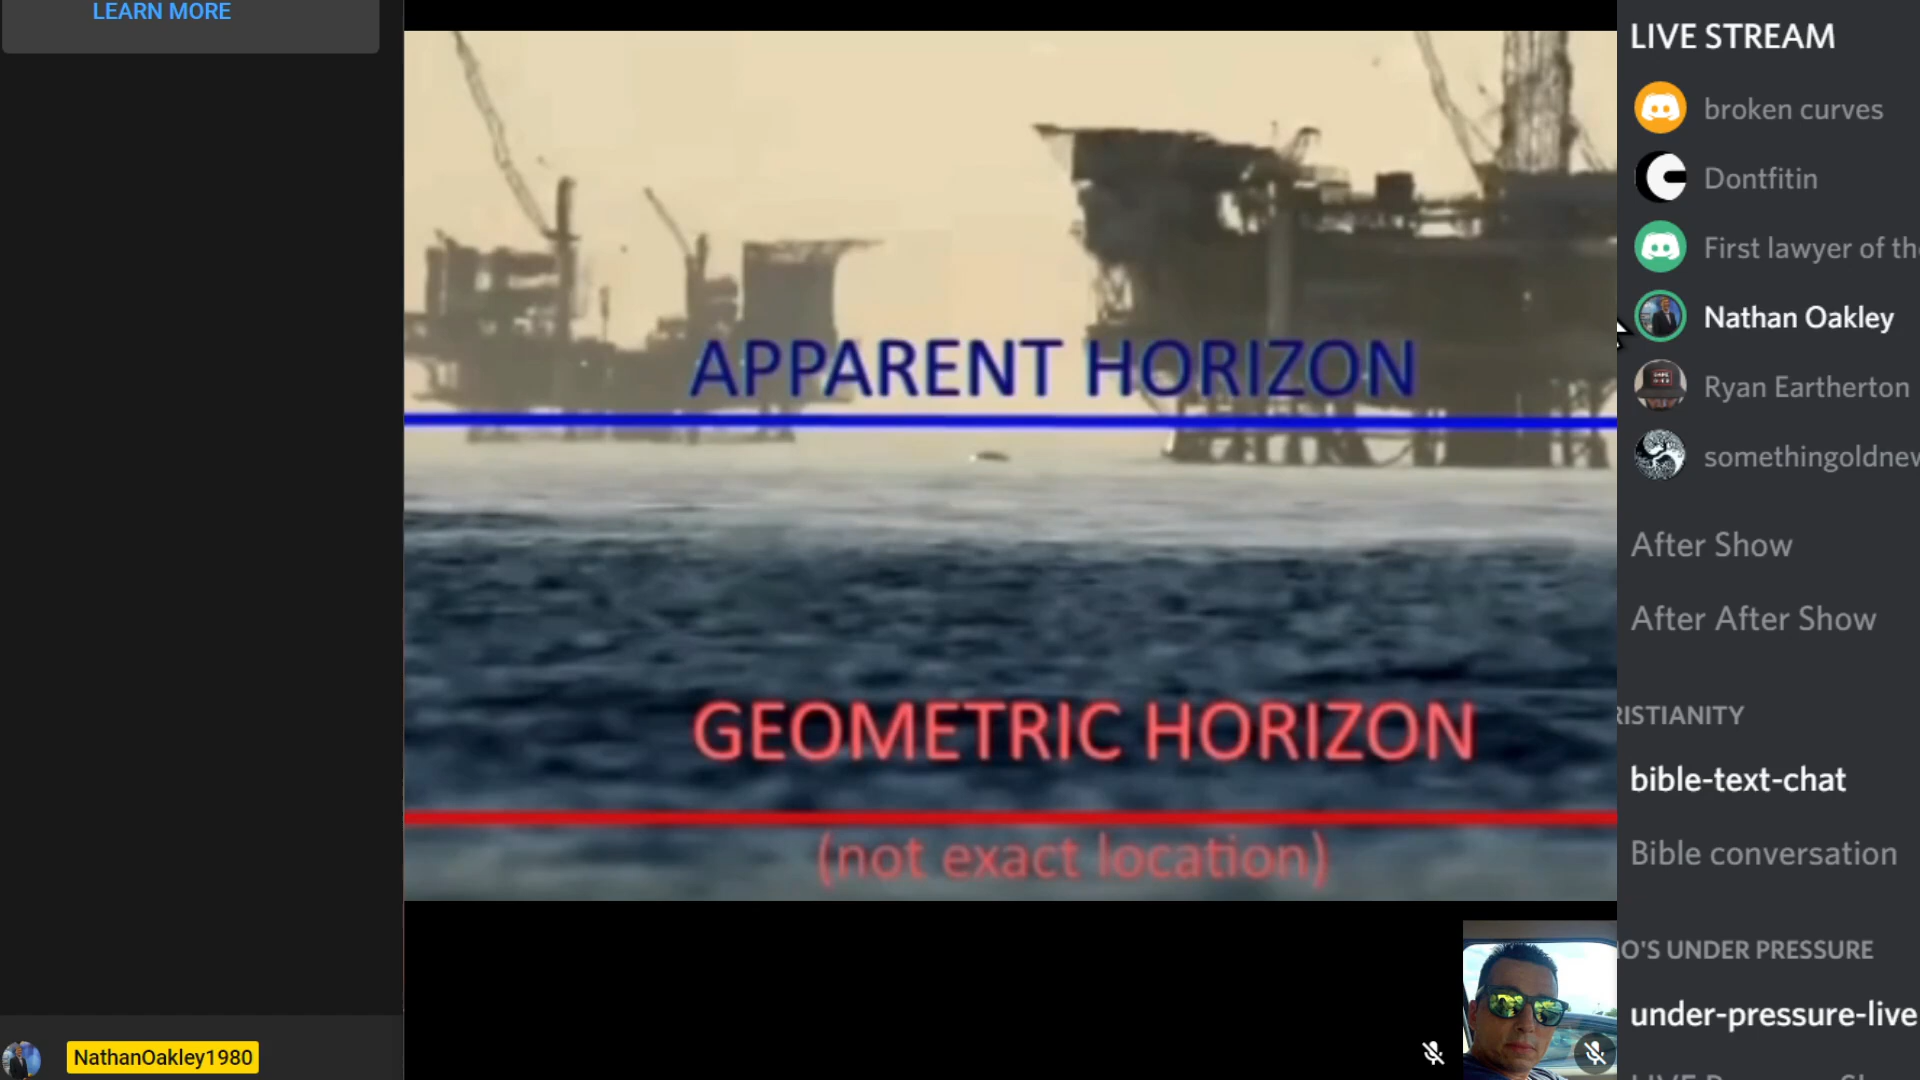 LEARN MORE
APPARENT HORIZON
GEOMETRIC HORIZON
(not exact location)
NathanOakley1980
LIVE STREAM
broken curves
Dontfitin
First lawyer of the
Nathan Oakley
Ryan Eartherton
somethingoldnew
After Show
After After Show
RISTIANITY
bible-text-chat
Bible conversation
O'S UNDER PRESSURE
under-pressure-live